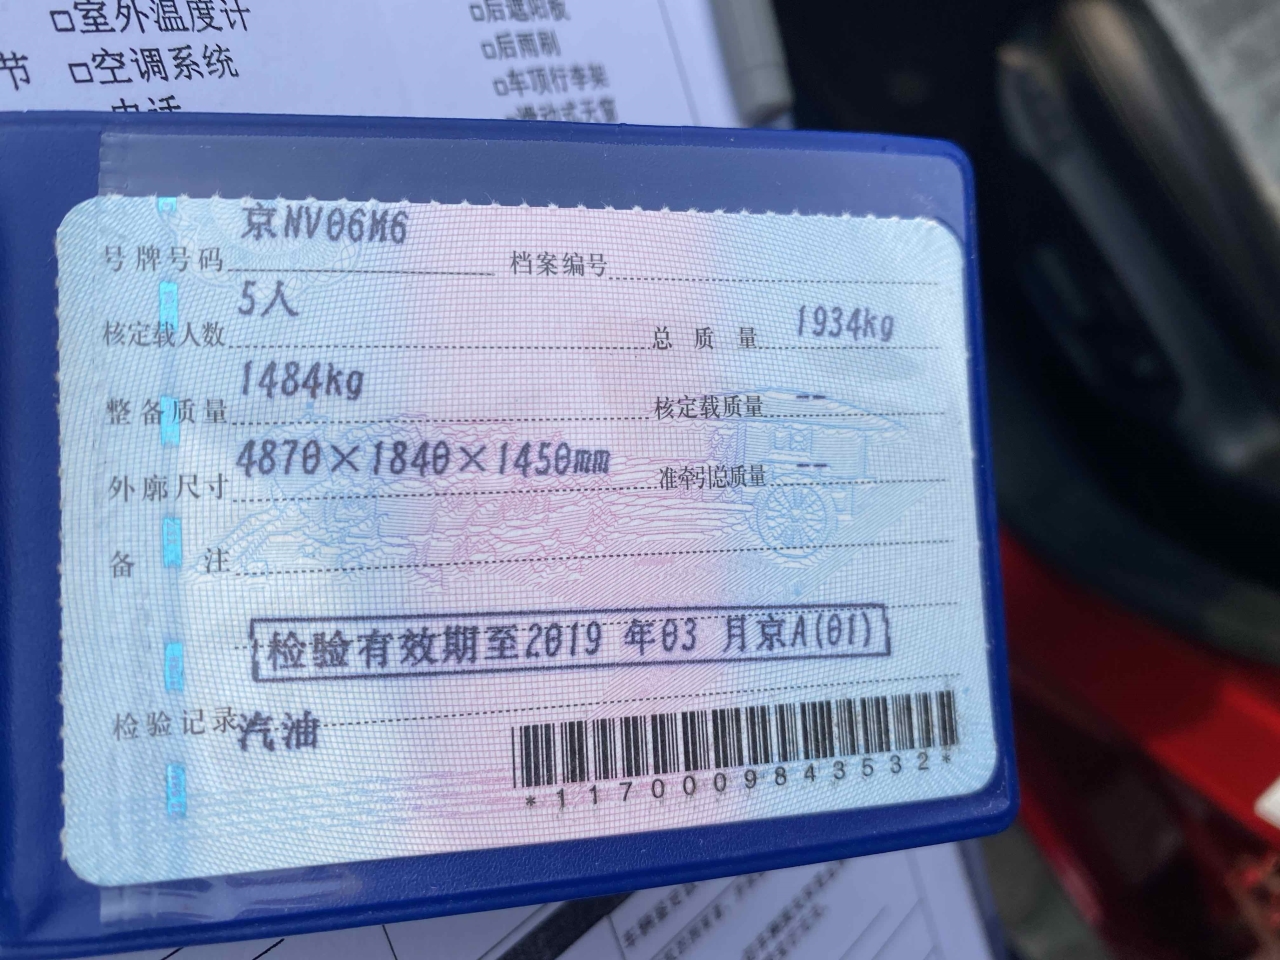 □室外温度计
□后遮阳板
节 □空调系统
□后雨刷
电话
□车顶行李架
号牌号码 京NV06M6 档案编号
核定载人数 5人 总质量 1934kg
整备质量 1484kg 核定载质量 --
外廓尺寸 4870×1840×1450mm 准牵引总质量 --
备注
检验有效期至2019 年03 月京A(01)
检验记录 汽油
*1170009843532*